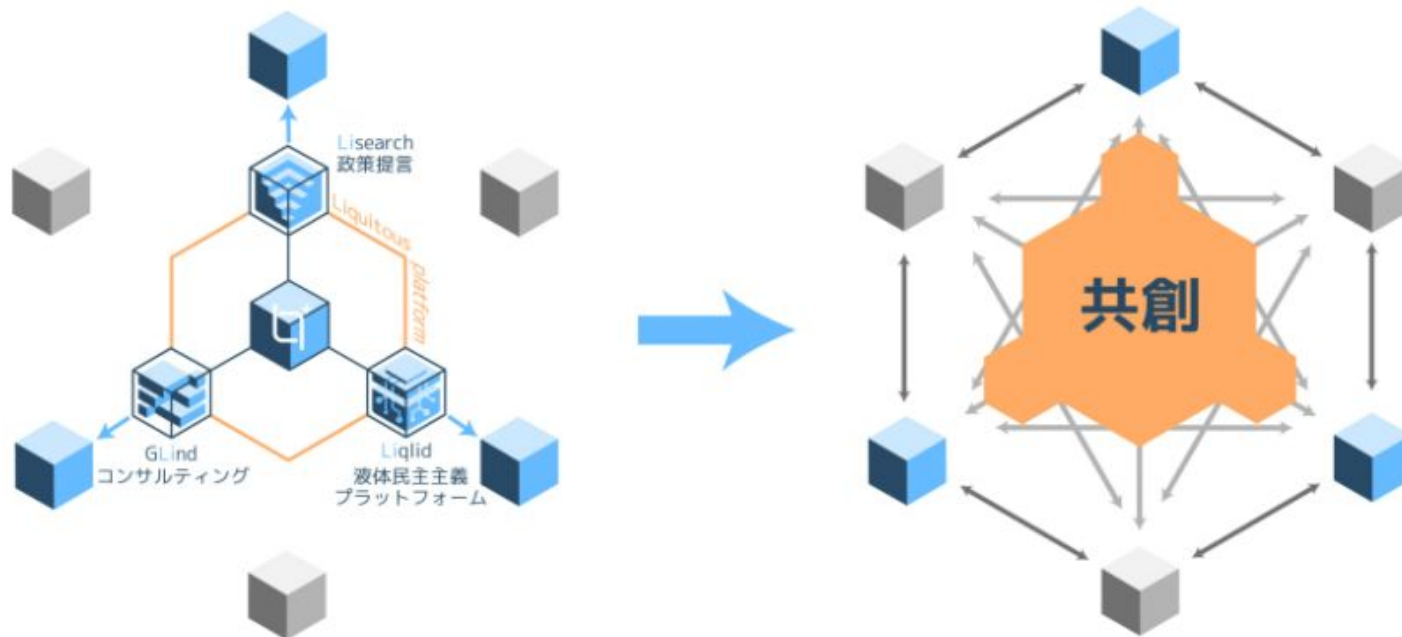 Lisearch
政策提言
Liquitous platform
GLind
コンサルティング
Liqlid
液体民主主義
プラットフォーム
共創